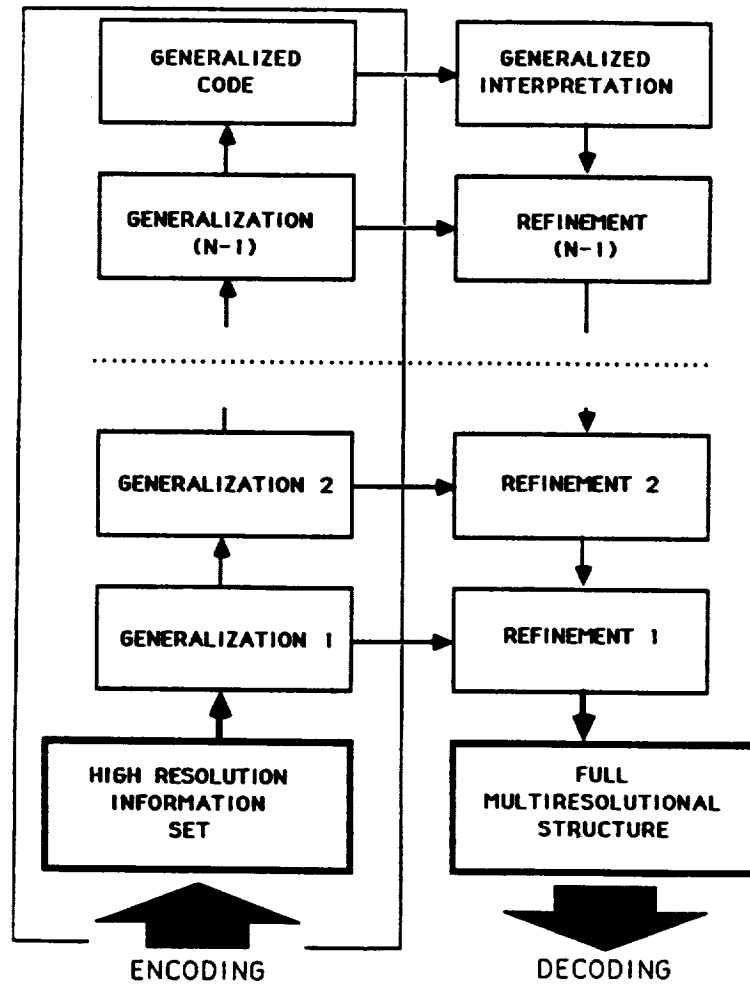 GENERALIZED
CODE
GENERALIZED
INTERPRETATION
GENERALIZATION
(N-1)
REFINEMENT
(N-1)
GENERALIZATION 2
REFINEMENT 2
GENERALIZATION 1
REFINEMENT 1
HIGH RESOLUTION
INFORMATION
SET
FULL
MULTIRESOLUTIONAL
STRUCTURE
ENCODING
DECODING